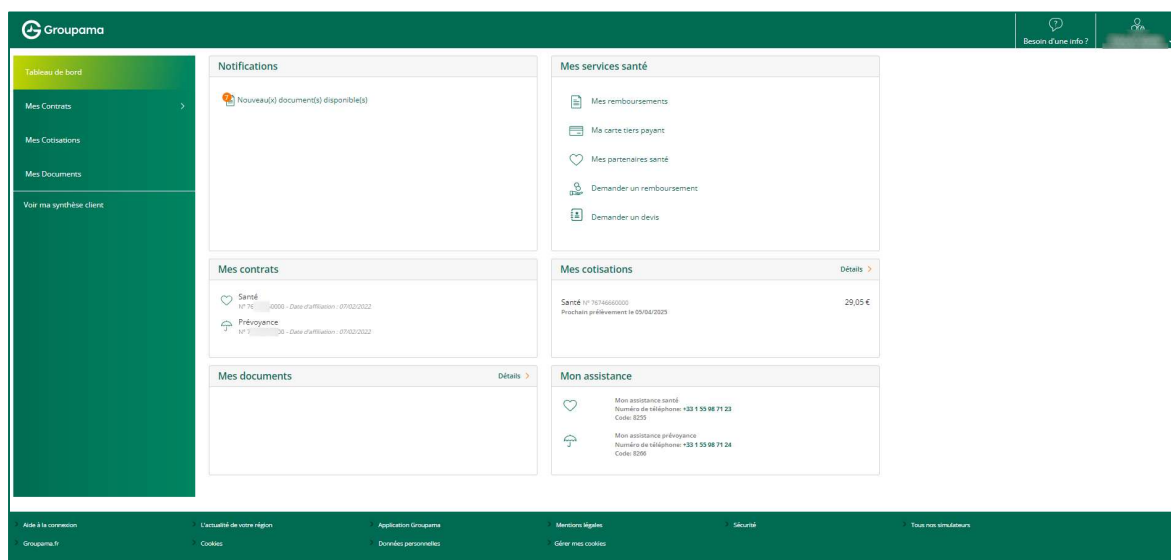 Groupama
Besoin d'une info ?
Tableau de bord
Mes Contrats
Mes Cotisations
Mes Documents
Voir ma synthèse client
Notifications
7
Nouveau(x) document(s) disponible(s)
Mes services santé
Mes remboursements
Ma carte tiers payant
Mes partenaires santé
Demander un remboursement
Demander un devis
Mes contrats
Santé
N° 76 0000 - Date d'affiliation : 07/02/2022
Prévoyance
N° 7 00 - Date d'affiliation : 07/02/2022
Mes cotisations
Détails
Santé N° 76746660000
29,05 €
Prochain prélèvement le 05/04/2025
Mes documents
Détails
Mon assistance
Mon assistance santé
Numéro de téléphone: +33 1 55 98 71 23
Code: 8255
Mon assistance prévoyance
Numéro de téléphone: +33 1 55 98 71 24
Code: 8266
Aide à la connexion
L'actualité de votre région
Application Groupama
Mentions légales
Sécurité
Tous nos simulateurs
Groupama.fr
Cookies
Données personnelles
Gérer mes cookies